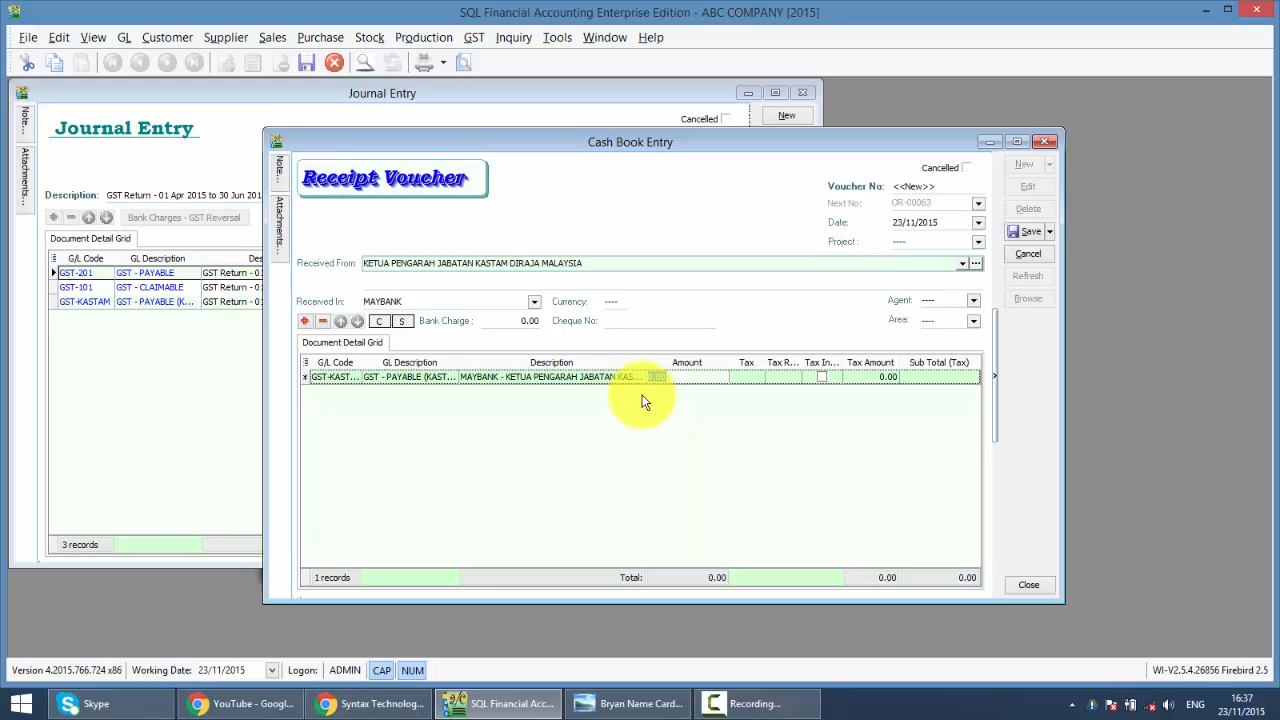 SQL Financial Accounting Enterprise Edition - ABC COMPANY [2015]
File Edit View GL Customer Supplier Sales Purchase Stock Production GST Inquiry Tools Window Help
Journal Entry
Note...
Attachments...
Journal Entry
Cancelled
New
Description: GST Return - 01 Apr 2015 to 30 Jun 201
Bank Charges - GST Reversal
Document Detail Grid
G/L Code GL Description
GST-201 GST - PAYABLE GST Return - 01
GST-101 GST - CLAIMABLE GST Return - 01
GST-KASTAM GST - PAYABLE (K... GST Return - 01
3 records
Cash Book Entry
Note...
Attachments...
Receipt Voucher
Cancelled
Voucher No: <<New>>
Next No: OR-00063
Date: 23/11/2015
Project : ----
Received From: KETUA PENGARAH JABATAN KASTAM DIRAJA MALAYSIA
Received In: MAYBANK Currency: ---- Agent: ----
C S Bank Charge : 0.00 Cheque No: Area: ----
Document Detail Grid
G/L Code GL Description Description Amount Tax Tax R... Tax In... Tax Amount Sub Total (Tax)
GST-KAST... GST - PAYABLE (KAST... MAYBANK - KETUA PENGARAH JABATAN KAS... 0.00 0.00
1 records Total: 0.00 0.00 0.00
New
Edit
Delete
Save
Cancel
Refresh
Browse
Close
Version 4.2015.766.724 x86 Working Date: 23/11/2015 Logon: ADMIN CAP NUM WI-V2.5.4.26856 Firebird 2.5
Skype YouTube - Googl... Syntax Technolog... SQL Financial Acc... Bryan Name Card... Recording... ENG 16:37
23/11/2015